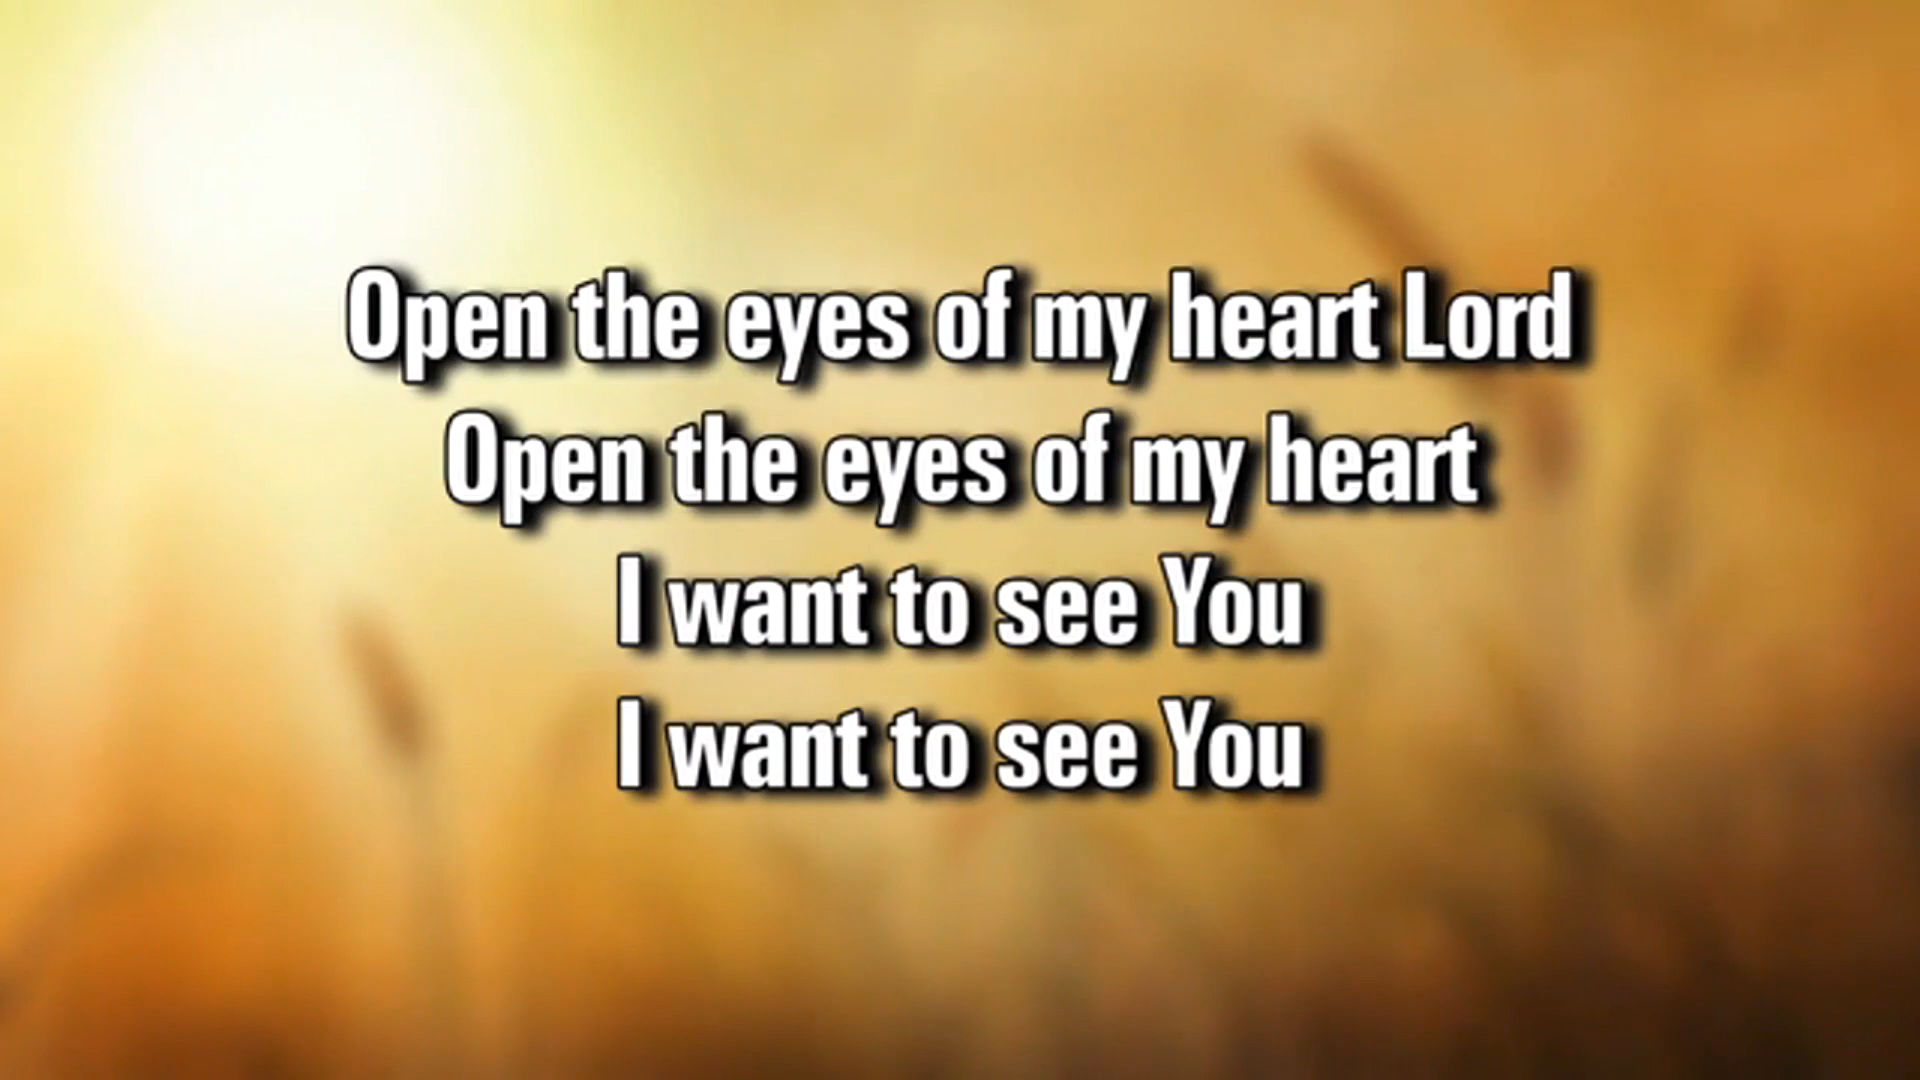 Open the eyes of my heart Lord
Open the eyes of my heart
I want to see You
I want to see You